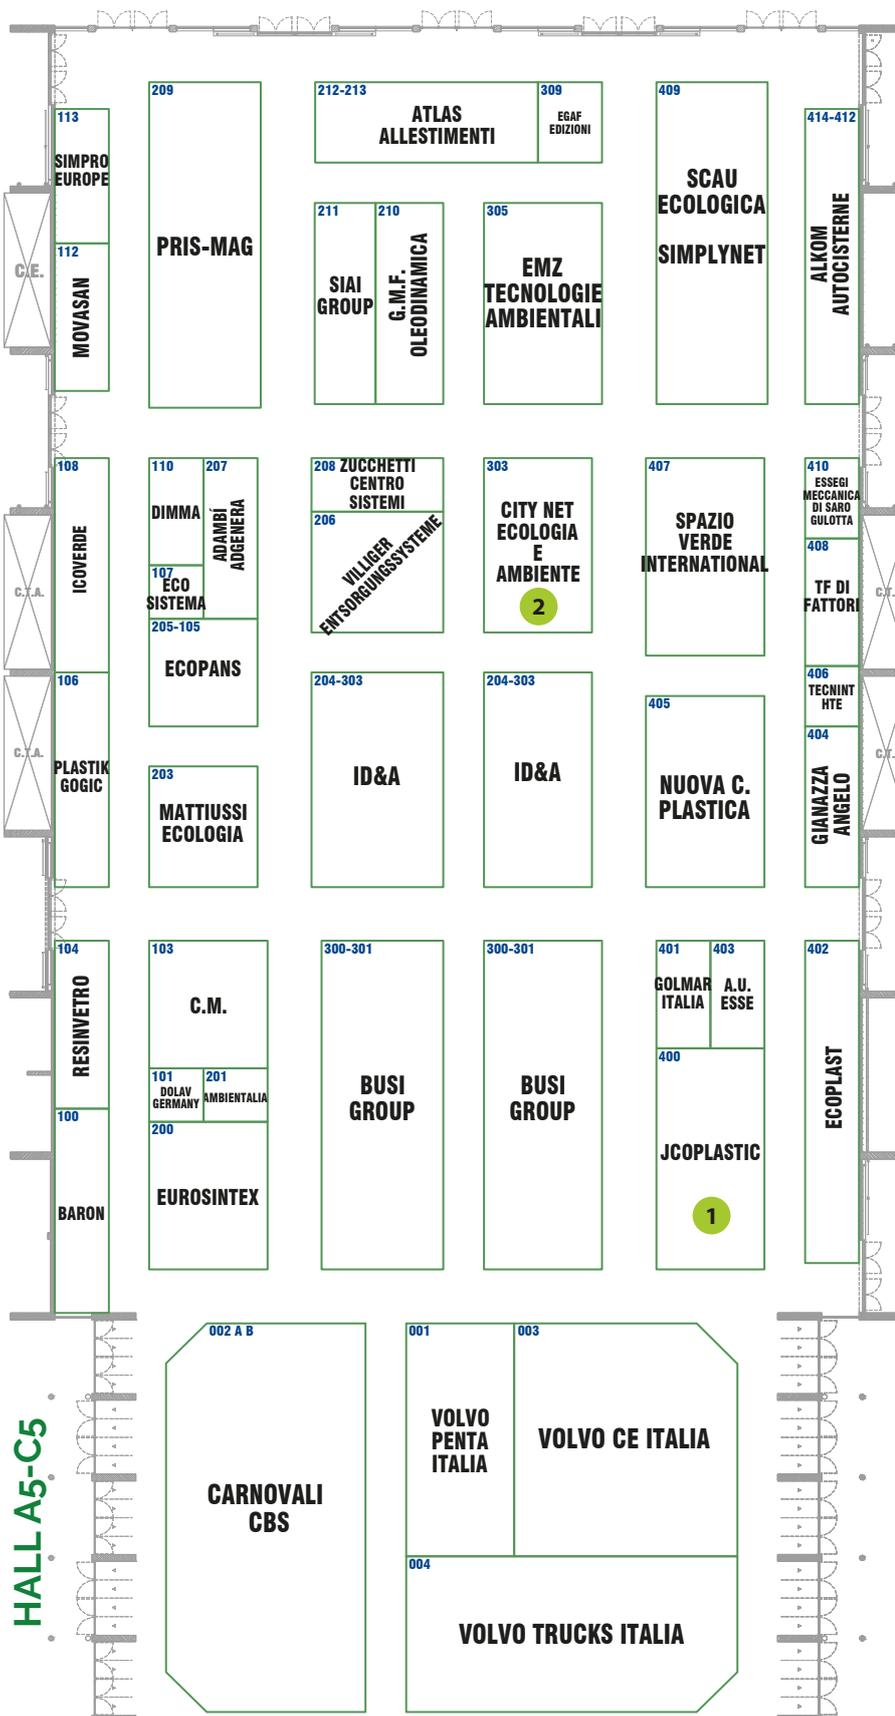 209
212-213
ATLAS
ALLESTIMENTI
309
EGAF
EDIZIONI
409
SCAU
ECOLOGICA
SIMPLYNET
414-412
ALKOM
AUTOCISTERNE
113
SIMPRO
EUROPE
PRIS-MAG
211
SIAI
GROUP
210
G.M.F.
OLEODINAMICA
305
EMZ
TECNOLOGIE
AMBIENTALI
112
MOVASAN
C.E.
108
ICOVERDE
110
DIMMA
207
ADAMBÍ
ADGENERA
107
ECO
SISTEMA
205-105
ECOPANS
208 ZUCCHETTI
CENTRO
SISTEMI
206
VILLIGER
ENTSORGUNGSSYSTEME
303
CITY NET
ECOLOGIA
E
AMBIENTE
2
407
SPAZIO
VERDE
INTERNATIONAL
410
ESSEGI
MECCANICA
DI SARO
GULOTTA
408
TF DI
FATTORI
C.T.A.
C.T.
106
PLASTIK
GOGIC
203
MATTIUSSI
ECOLOGIA
204-303
ID&A
204-303
ID&A
405
NUOVA C.
PLASTICA
406
TECNINT
HTE
404
GIANAZZA
ANGELO
C.T.A.
C.T.
104
RESINVETRO
103
C.M.
101
DOLAV
GERMANY
201
AMBIENTALIA
200
EUROSINTEX
300-301
BUSI
GROUP
300-301
BUSI
GROUP
401
GOLMAR
ITALIA
403
A.U.
ESSE
400
JCOPLASTIC
1
402
ECOPLAST
100
BARON
002 A B
CARNOVALI
CBS
001
VOLVO
PENTA
ITALIA
003
VOLVO CE ITALIA
004
VOLVO TRUCKS ITALIA
HALL A5-C5